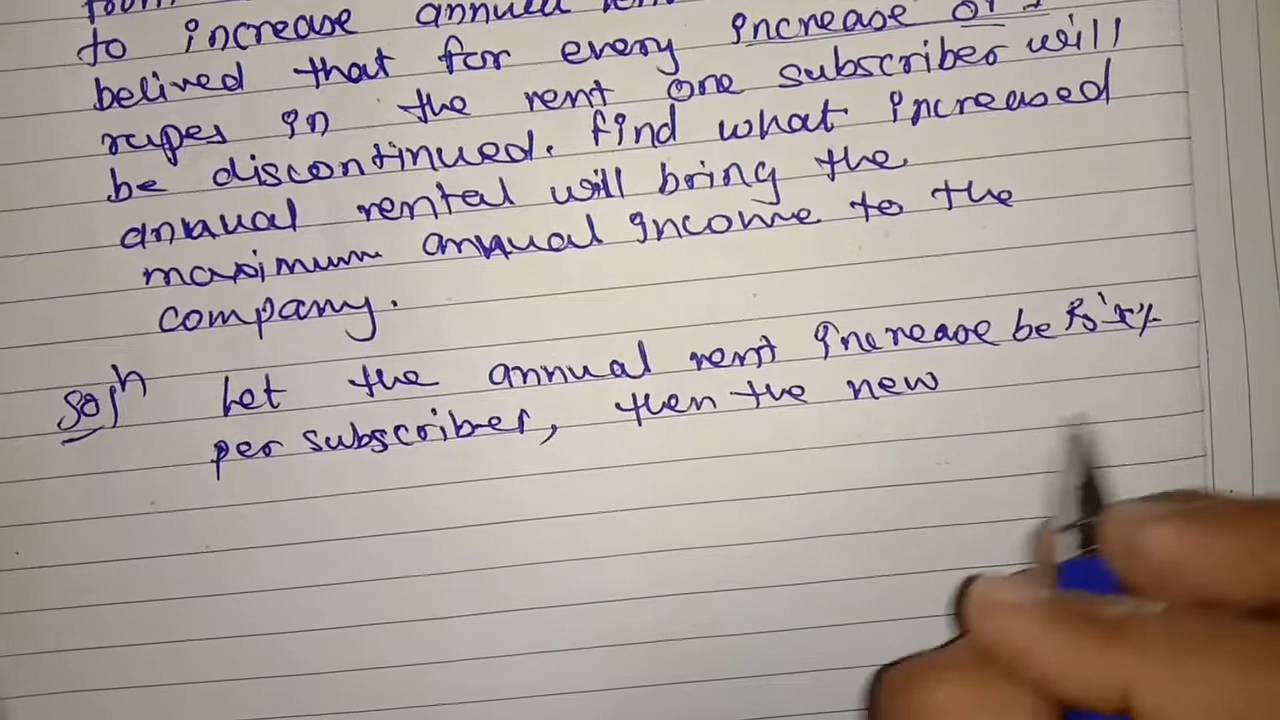 to increase annual
belived that for every increase of
rupes in the rent one subscriber will
be discontinued. find what increased
annual rental will bring the
maximum annual income to the
company.
Soln Let the annual rent increase be Rs 'x'/-
per subscriber, then the new